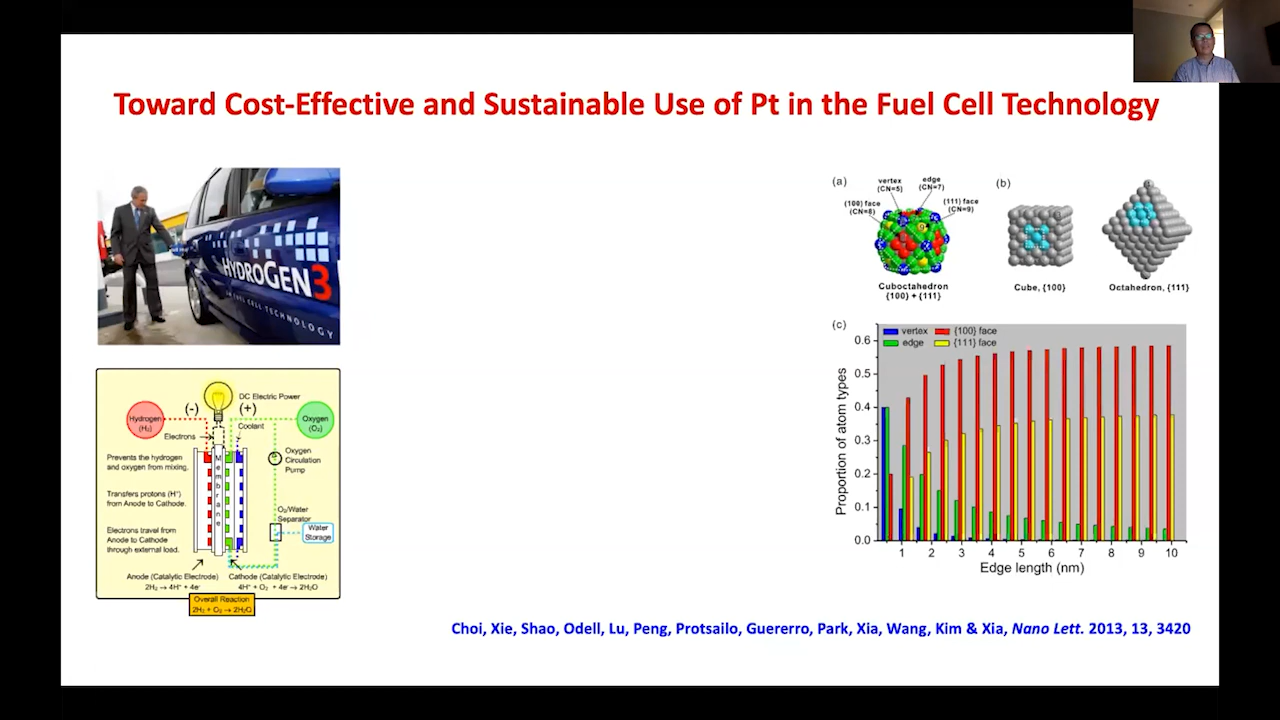 Toward Cost-Effective and Sustainable Use of Pt in the Fuel Cell Technology
HYDROGEN3
FUEL CELL TECHNOLOGY
DC Electric Power
(-)
(+)
Hydrogen
(H₂)
Oxygen
(O₂)
Coolant
Electrons
Membrane
Oxygen
Circulation
Pump
Prevents the hydrogen
and oxygen from mixing.
Transfers protons (H⁺)
from Anode to Cathode.
O₂/Water
Separator
Water
Storage
Electrons travel from
Anode to Cathode
through external load.
Anode (Catalytic Electrode)
2H₂ → 4H⁺ + 4e⁻
Cathode (Catalytic Electrode)
4H⁺ + O₂ + 4e⁻ → 2H₂O
Overall Reaction
2H₂ + O₂ → 2H₂O
(a)
vertex
(CN=5)
edge
(CN=7)
(100) face
(CN=8)
(111) face
(CN=9)
Cuboctahedron
{100} + {111}
(b)
Cube, {100}
Octahedron, {111}
(c)
vertex
{100} face
edge
{111} face
Proportion of atom types
0.6
0.5
0.4
0.3
0.2
0.1
0.0
1 2 3 4 5 6 7 8 9 10
Edge length (nm)
Choi, Xie, Shao, Odell, Lu, Peng, Protsailo, Guererro, Park, Xia, Wang, Kim & Xia, Nano Lett. 2013, 13, 3420